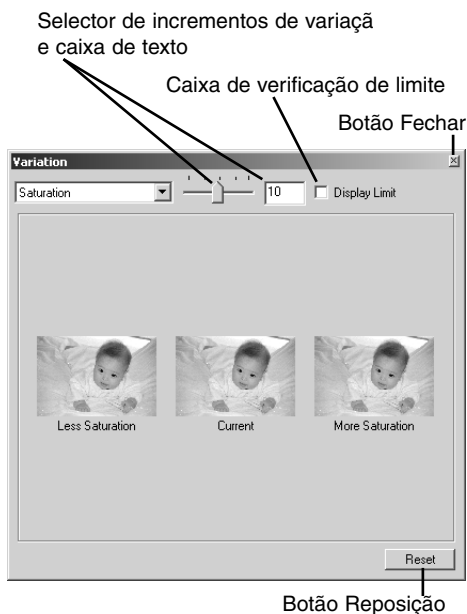 Selector de incrementos de variaçã
e caixa de texto
Caixa de verificação de limite
Botão Fechar
Variation
Saturation
10
Display Limit
Less Saturation
Current
More Saturation
Reset
Botão Reposição